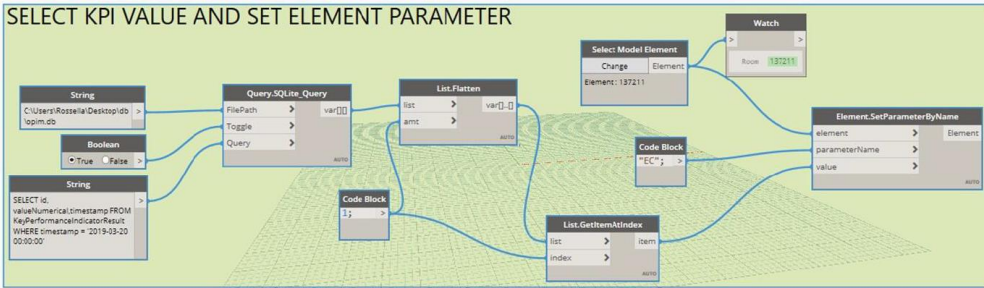 SELECT KPI VALUE AND SET ELEMENT PARAMETER
String
C:\Users\Rossella\Desktop\db
\opim.db
>
Boolean
True False >
String
SELECT id,
valueNumerical,timestamp FROM
KeyPerformanceIndicatorResult
WHERE timestamp = '2019-03-20
00:00:00'
>
Query.SQLite_Query
FilePath > var[][]
Toggle >
Query >
AUTO
List.Flatten
list > var[]..[]
amt >
AUTO
Code Block
1; >
Select Model Element
Change Element
Element : 137211
Watch
> >
137211
Code Block
"EC"; >
List.GetItemAtIndex
list > item
index >
AUTO
Element.SetParameterByName
element > Element
parameterName >
value >
AUTO